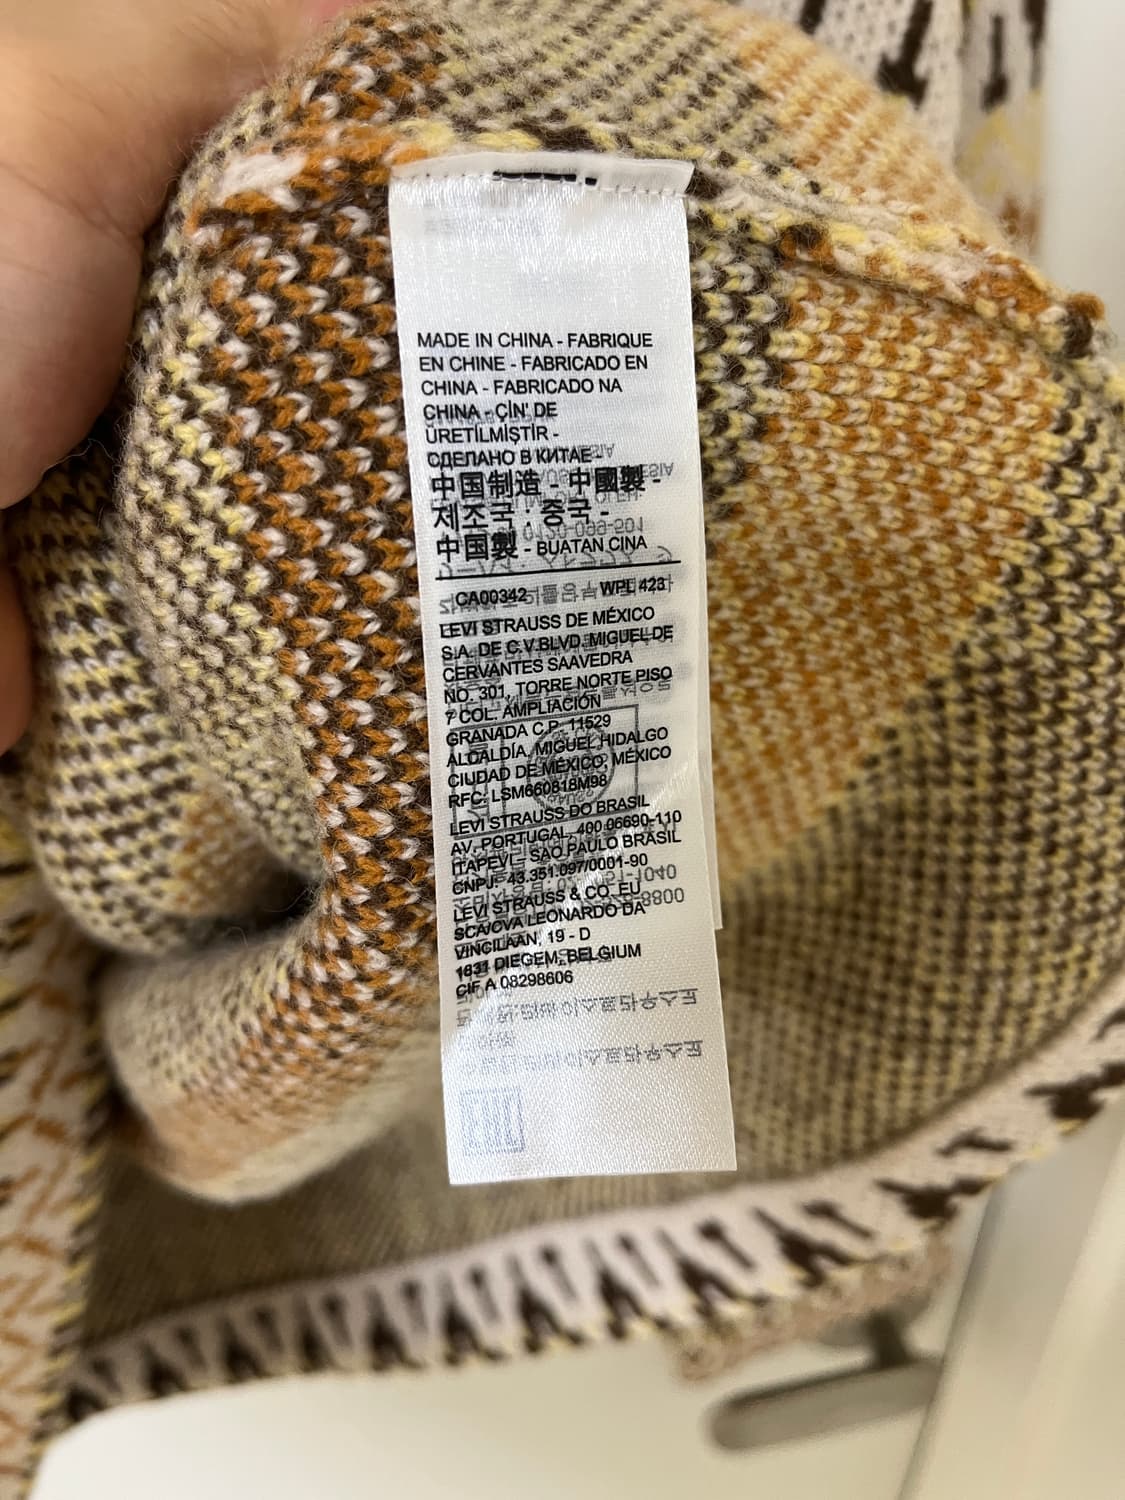 MADE IN CHINA - FABRIQUE
EN CHINE - FABRICADO EN
CHINA - FABRICADO NA
CHINA - ÇİN' DE
ÜRETİLMİŞTİR -
СДЕЛАНО В КИТАЕ -
中国制造 - 中國製 -
제조국 : 중국 -
中国製 - BUATAN CINA
CA00342 WPL 423
LEVI STRAUSS DE MÉXICO
S.A. DE C.V.BLVD. MIGUEL DE
CERVANTES SAAVEDRA
NO. 301, TORRE NORTE PISO
7 COL. AMPLIACIÓN
GRANADA C.P. 11529
ALCALDÍA, MIGUEL HIDALGO
CIUDAD DE MÉXICO, MÉXICO
RFC: LSM660818M98
LEVI STRAUSS DO BRASIL
AV. PORTUGAL, 400 06690-110
ITAPEVI – SAO PAULO BRASIL
CNPJ: 43.351.097/0001-90
LEVI STRAUSS & CO. EU
SCA/CVA LEONARDO DA
VINCILAAN, 19 - D
1831 DIEGEM, BELGIUM
CIF A 08298606